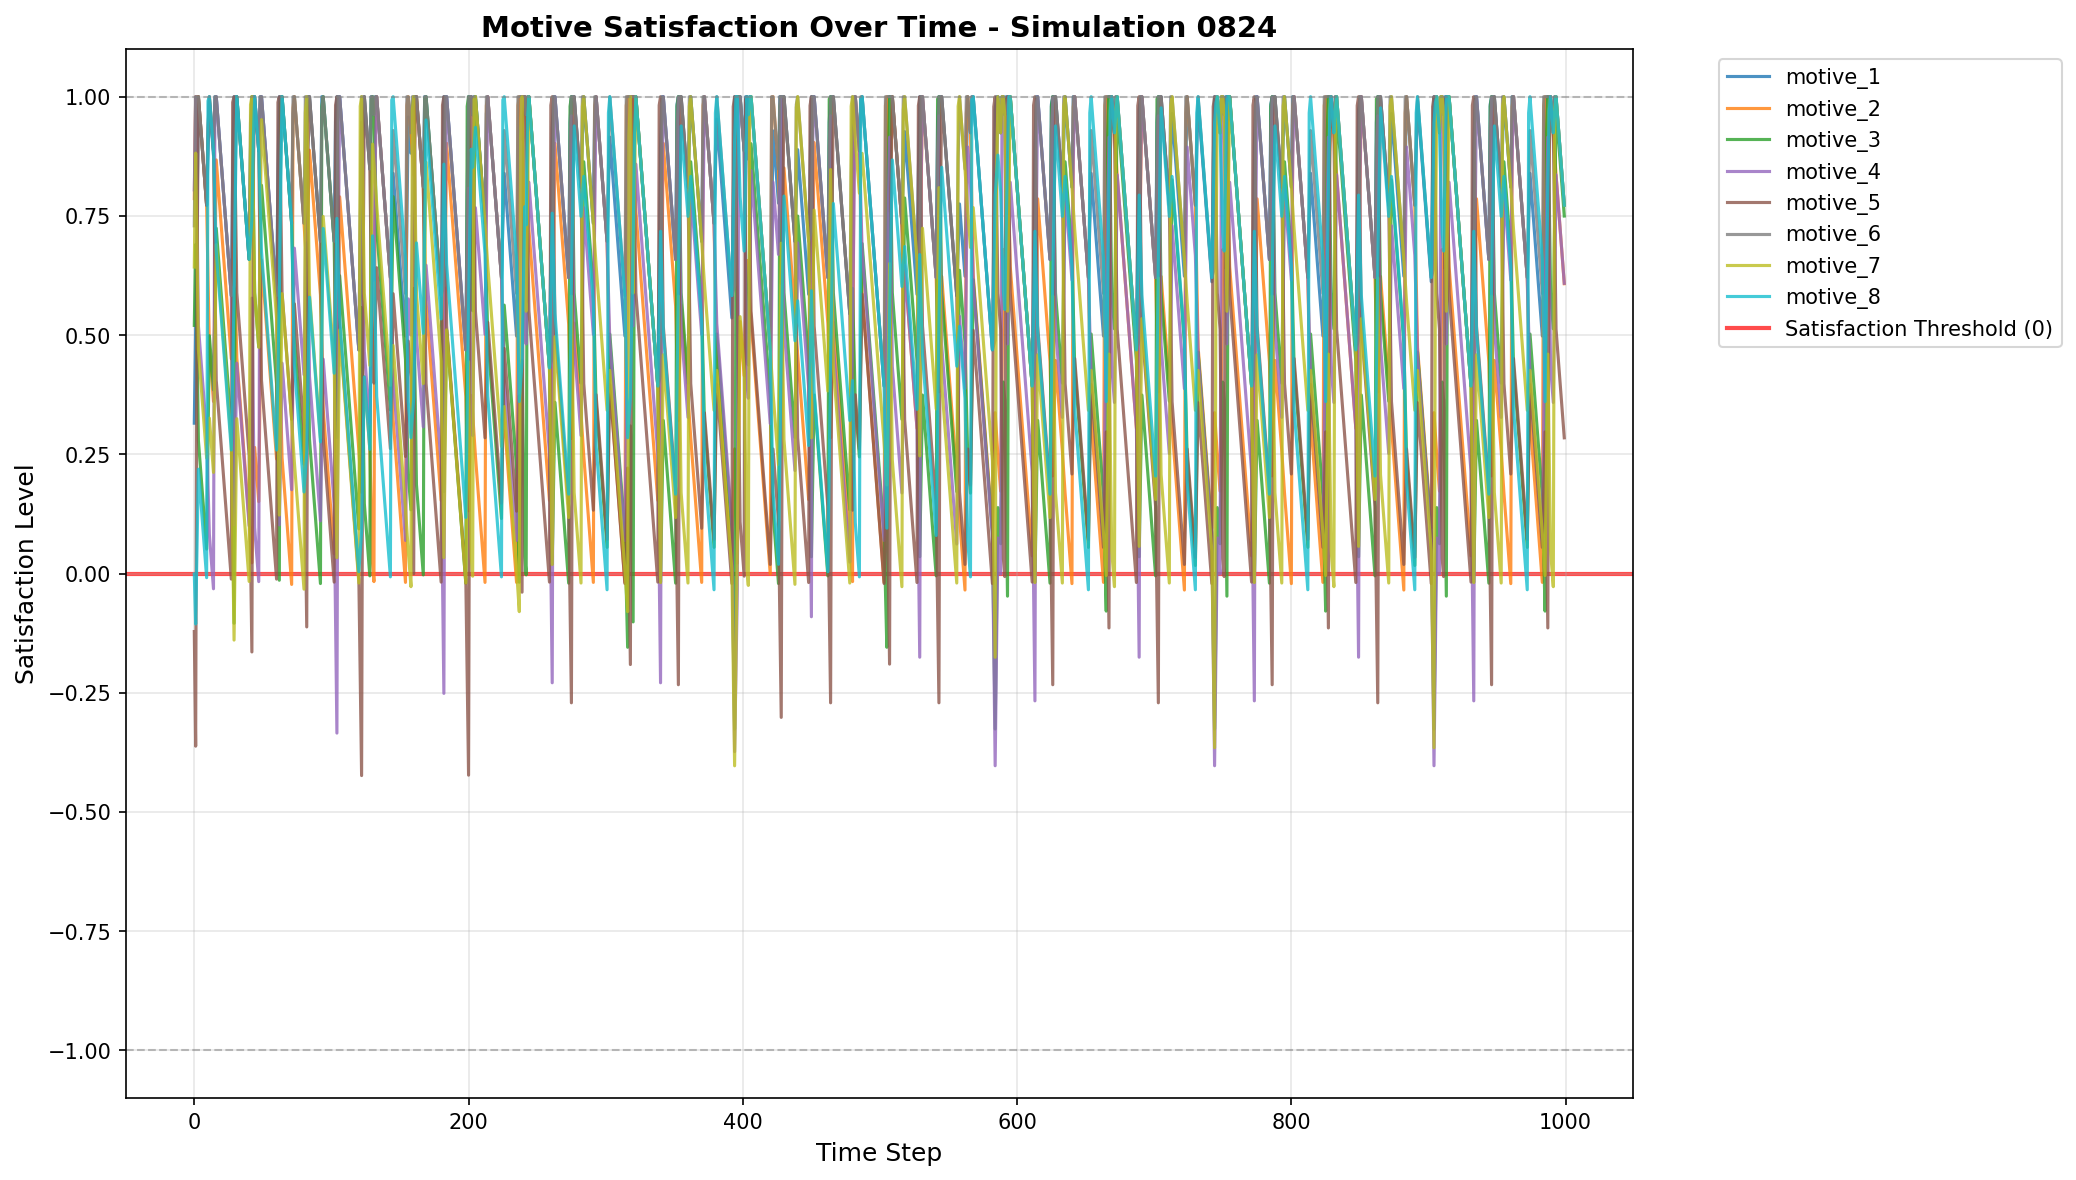 Motive Satisfaction Over Time - Simulation 0824
1.00
0.75
0.50
0.25
0.00
−0.25
−0.50
−0.75
−1.00
Satisfaction Level
0
200
400
600
800
1000
Time Step
motive_1
motive_2
motive_3
motive_4
motive_5
motive_6
motive_7
motive_8
Satisfaction Threshold (0)